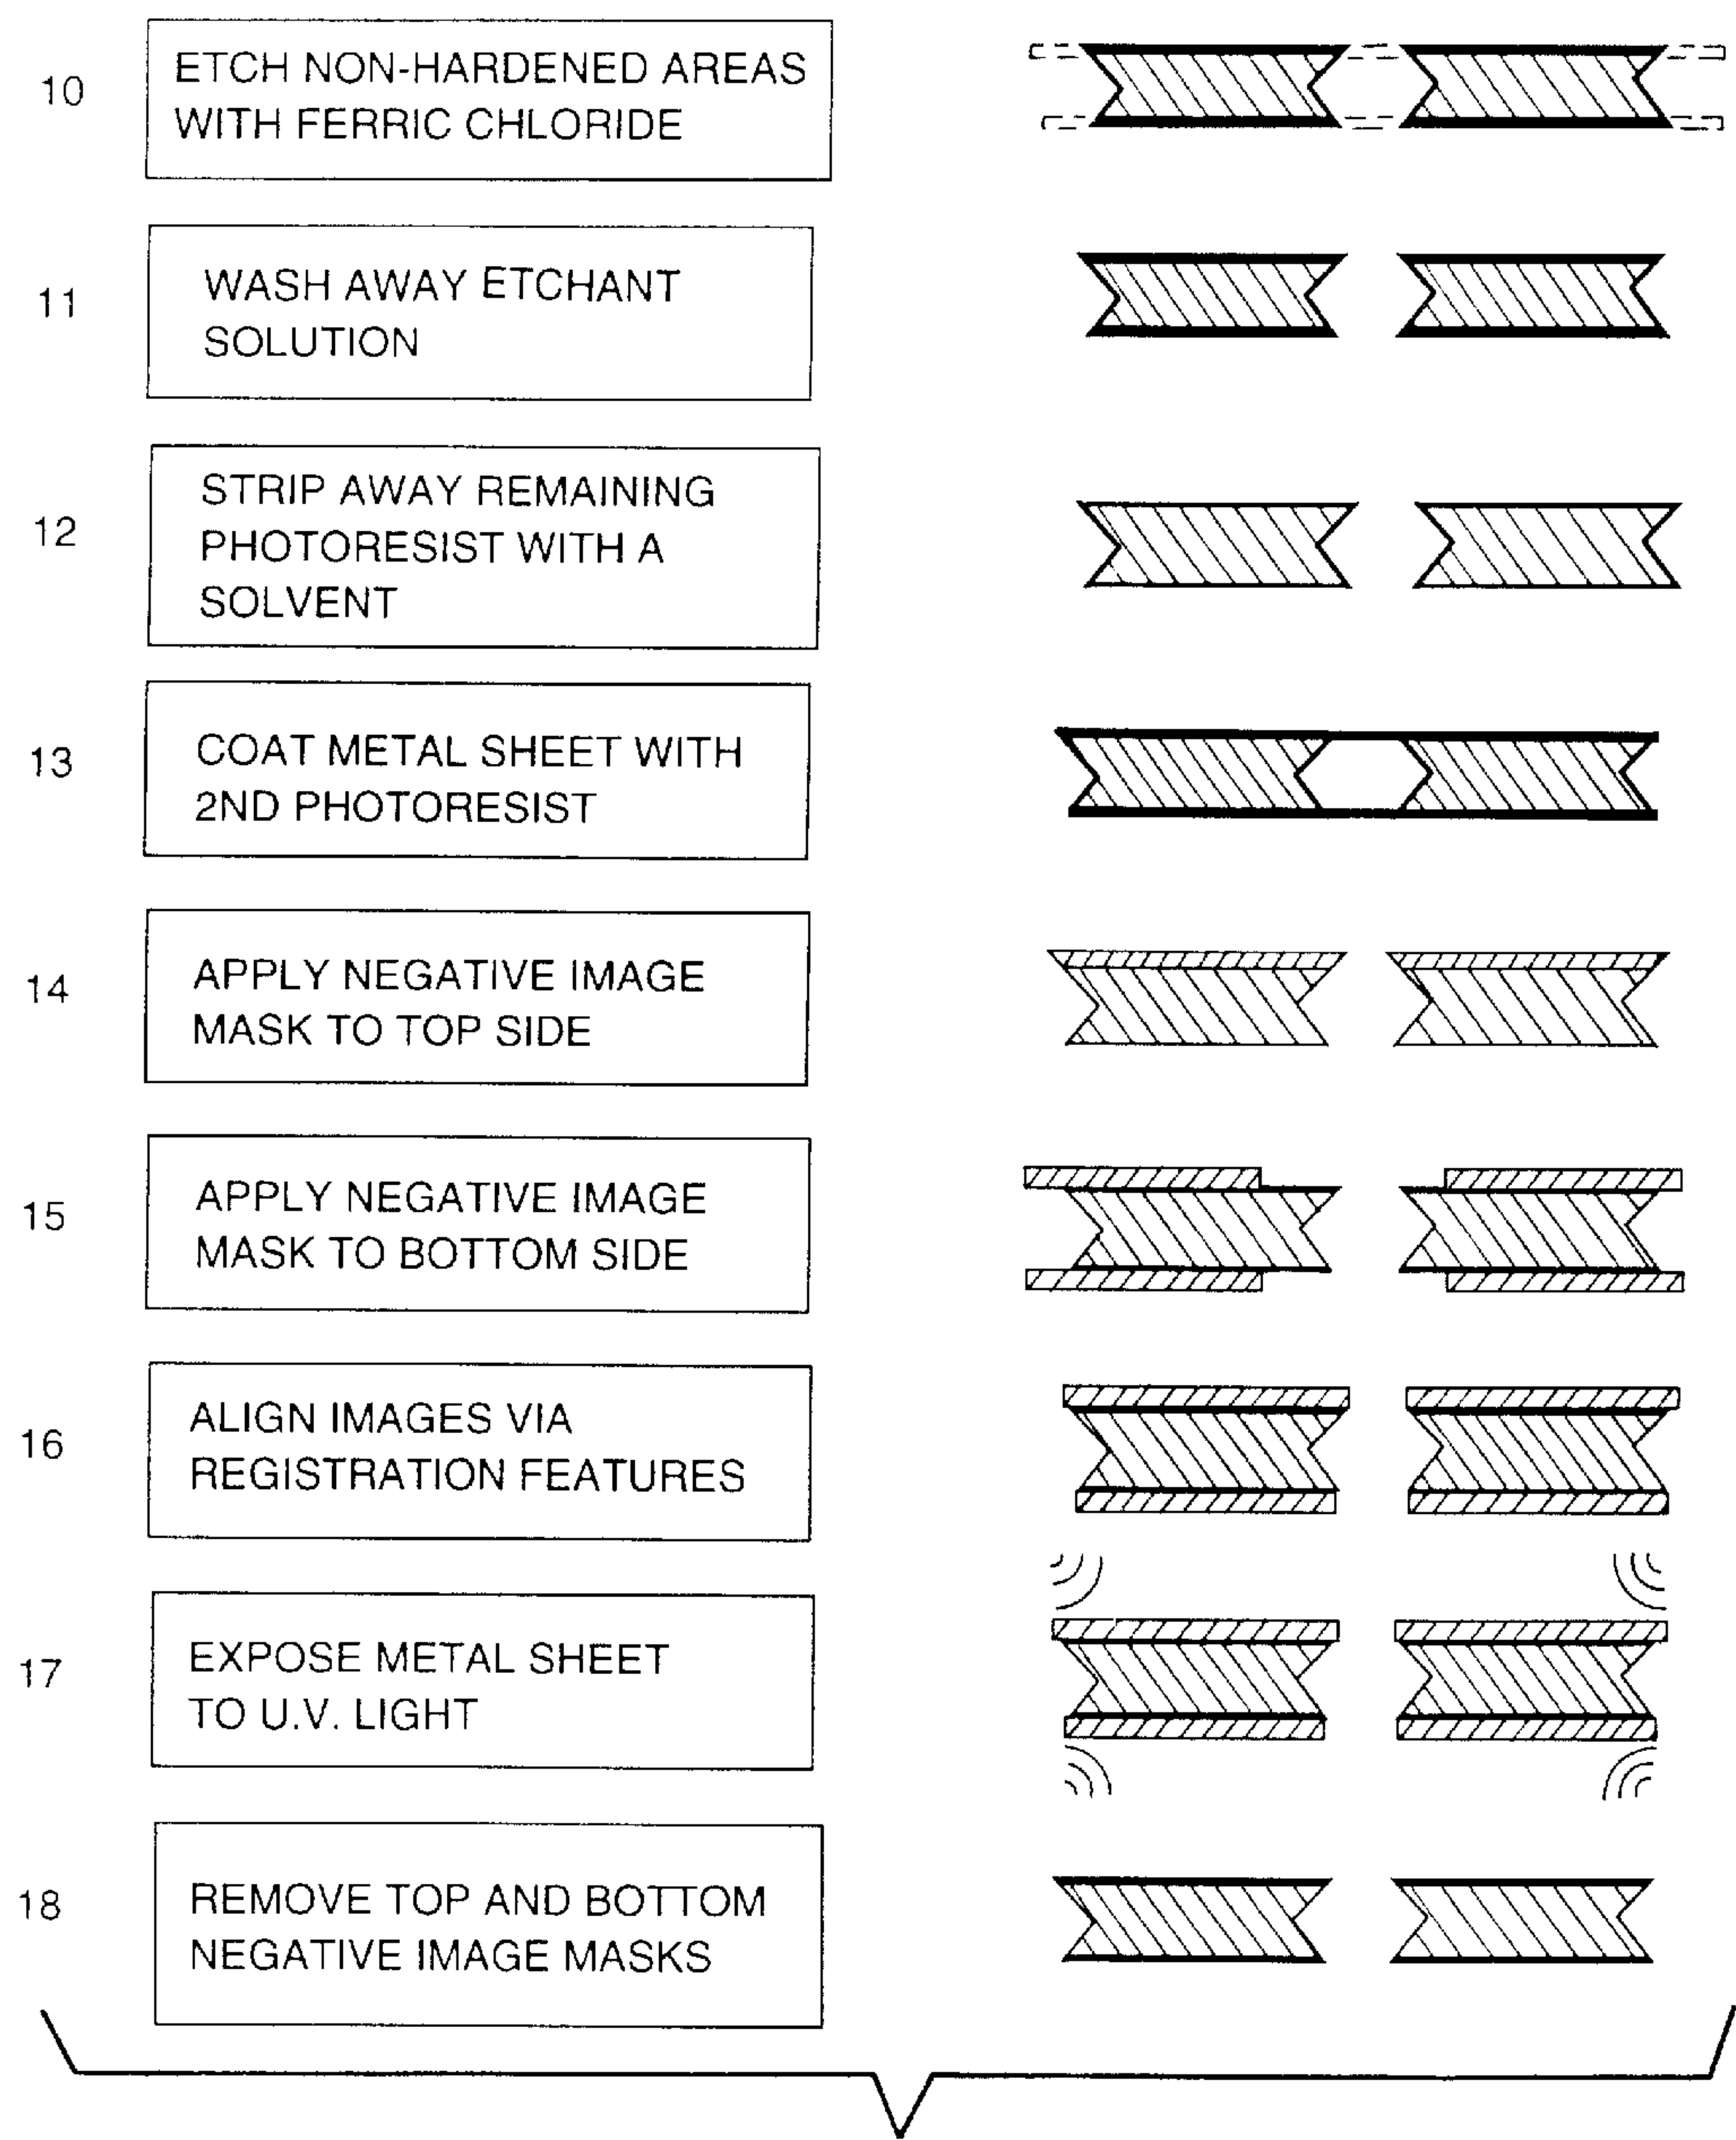 10
ETCH NON-HARDENED AREAS
WITH FERRIC CHLORIDE
11
WASH AWAY ETCHANT
SOLUTION
12
STRIP AWAY REMAINING
PHOTORESIST WITH A
SOLVENT
13
COAT METAL SHEET WITH
2ND PHOTORESIST
14
APPLY NEGATIVE IMAGE
MASK TO TOP SIDE
15
APPLY NEGATIVE IMAGE
MASK TO BOTTOM SIDE
16
ALIGN IMAGES VIA
REGISTRATION FEATURES
17
EXPOSE METAL SHEET
TO U.V. LIGHT
18
REMOVE TOP AND BOTTOM
NEGATIVE IMAGE MASKS